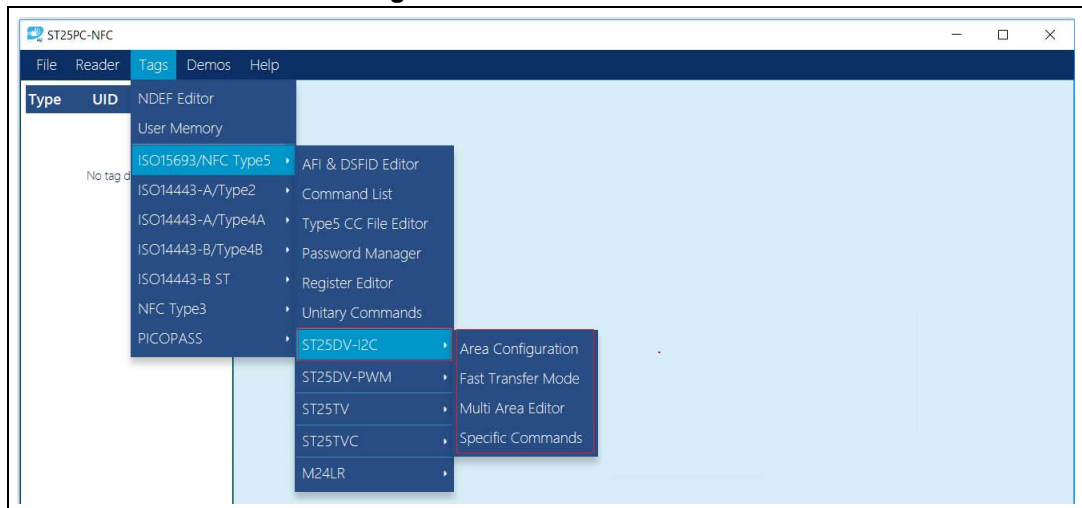 ST25PC-NFC
File Reader Tags Demos Help
Type UID
No tag d
NDEF Editor
User Memory
ISO15693/NFC Type5
ISO14443-A/Type2
ISO14443-A/Type4A
ISO14443-B/Type4B
ISO14443-B ST
NFC Type3
PICOPASS
AFI & DSFID Editor
Command List
Type5 CC File Editor
Password Manager
Register Editor
Unitary Commands
ST25DV-I2C
ST25DV-PWM
ST25TV
ST25TVC
M24LR
Area Configuration
Fast Transfer Mode
Multi Area Editor
Specific Commands